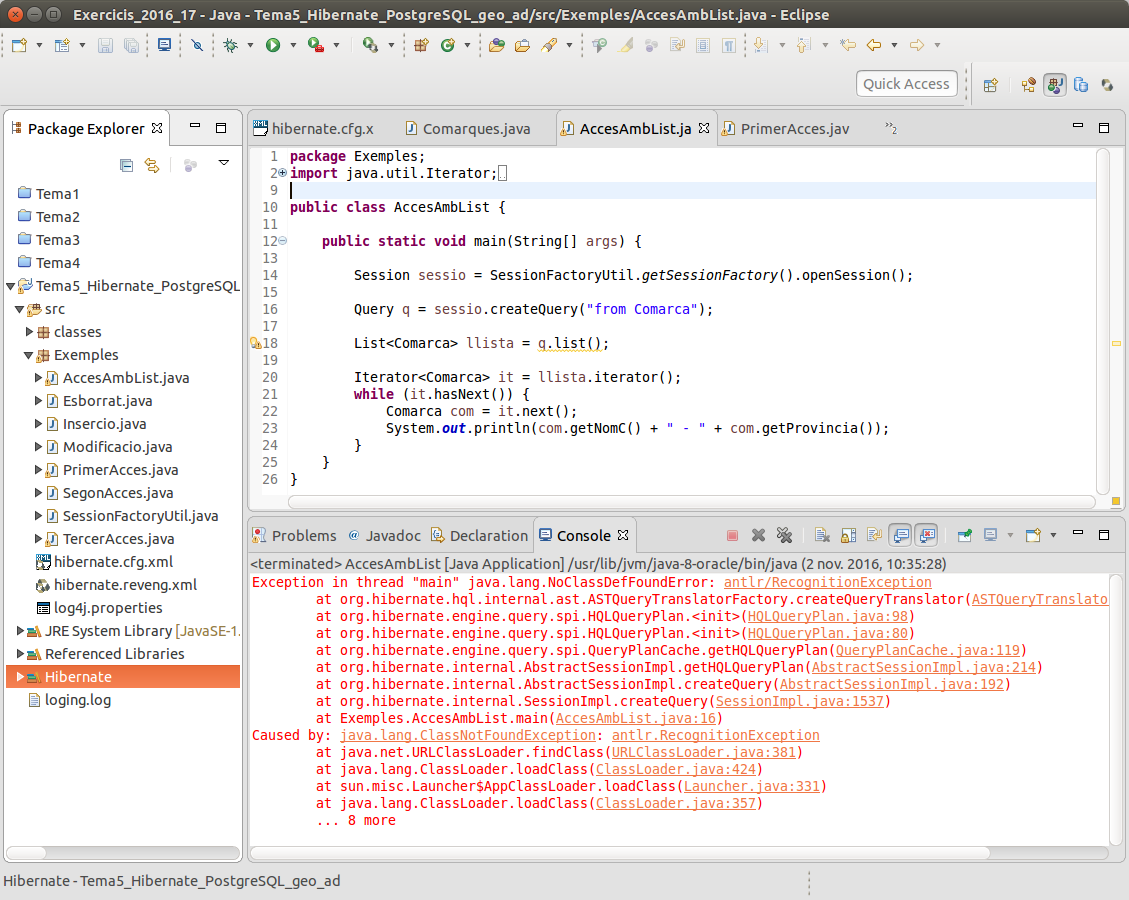 Exercicis_2016_17 - Java - Tema5_Hibernate_PostgreSQL_geo_ad/src/Exemples/AccesAmbList.java - Eclipse
Quick Access
Package Explorer
Tema1
Tema2
Tema3
Tema4
Tema5_Hibernate_PostgreSQL
src
classes
Exemples
AccesAmbList.java
Esborrat.java
Insercio.java
Modificacio.java
PrimerAcces.java
SegonAcces.java
SessionFactoryUtil.java
TercerAcces.java
hibernate.cfg.xml
hibernate.reveng.xml
log4j.properties
JRE System Library [JavaSE-1.
Referenced Libraries
Hibernate
loging.log
hibernate.cfg.x Comarques.java AccesAmbList.ja PrimerAcces.jav »2
1 package Exemples;
2 import java.util.Iterator;
9
10 public class AccesAmbList {
11
12 public static void main(String[] args) {
13
14 Session sessio = SessionFactoryUtil.getSessionFactory().openSession();
15
16 Query q = sessio.createQuery("from Comarca");
17
18 List<Comarca> llista = q.list();
19
20 Iterator<Comarca> it = llista.iterator();
21 while (it.hasNext()) {
22 Comarca com = it.next();
23 System.out.println(com.getNomC() + " - " + com.getProvincia());
24 }
25 }
26 }
Problems @ Javadoc Declaration Console
<terminated> AccesAmbList [Java Application] /usr/lib/jvm/java-8-oracle/bin/java (2 nov. 2016, 10:35:28)
Exception in thread "main" java.lang.NoClassDefFoundError: antlr/RecognitionException
at org.hibernate.hql.internal.ast.ASTQueryTranslatorFactory.createQueryTranslator(ASTQueryTranslato
at org.hibernate.engine.query.spi.HQLQueryPlan.<init>(HQLQueryPlan.java:98)
at org.hibernate.engine.query.spi.HQLQueryPlan.<init>(HQLQueryPlan.java:80)
at org.hibernate.engine.query.spi.QueryPlanCache.getHQLQueryPlan(QueryPlanCache.java:119)
at org.hibernate.internal.AbstractSessionImpl.getHQLQueryPlan(AbstractSessionImpl.java:214)
at org.hibernate.internal.AbstractSessionImpl.createQuery(AbstractSessionImpl.java:192)
at org.hibernate.internal.SessionImpl.createQuery(SessionImpl.java:1537)
at Exemples.AccesAmbList.main(AccesAmbList.java:16)
Caused by: java.lang.ClassNotFoundException: antlr.RecognitionException
at java.net.URLClassLoader.findClass(URLClassLoader.java:381)
at java.lang.ClassLoader.loadClass(ClassLoader.java:424)
at sun.misc.Launcher$AppClassLoader.loadClass(Launcher.java:331)
at java.lang.ClassLoader.loadClass(ClassLoader.java:357)
... 8 more
Hibernate - Tema5_Hibernate_PostgreSQL_geo_ad